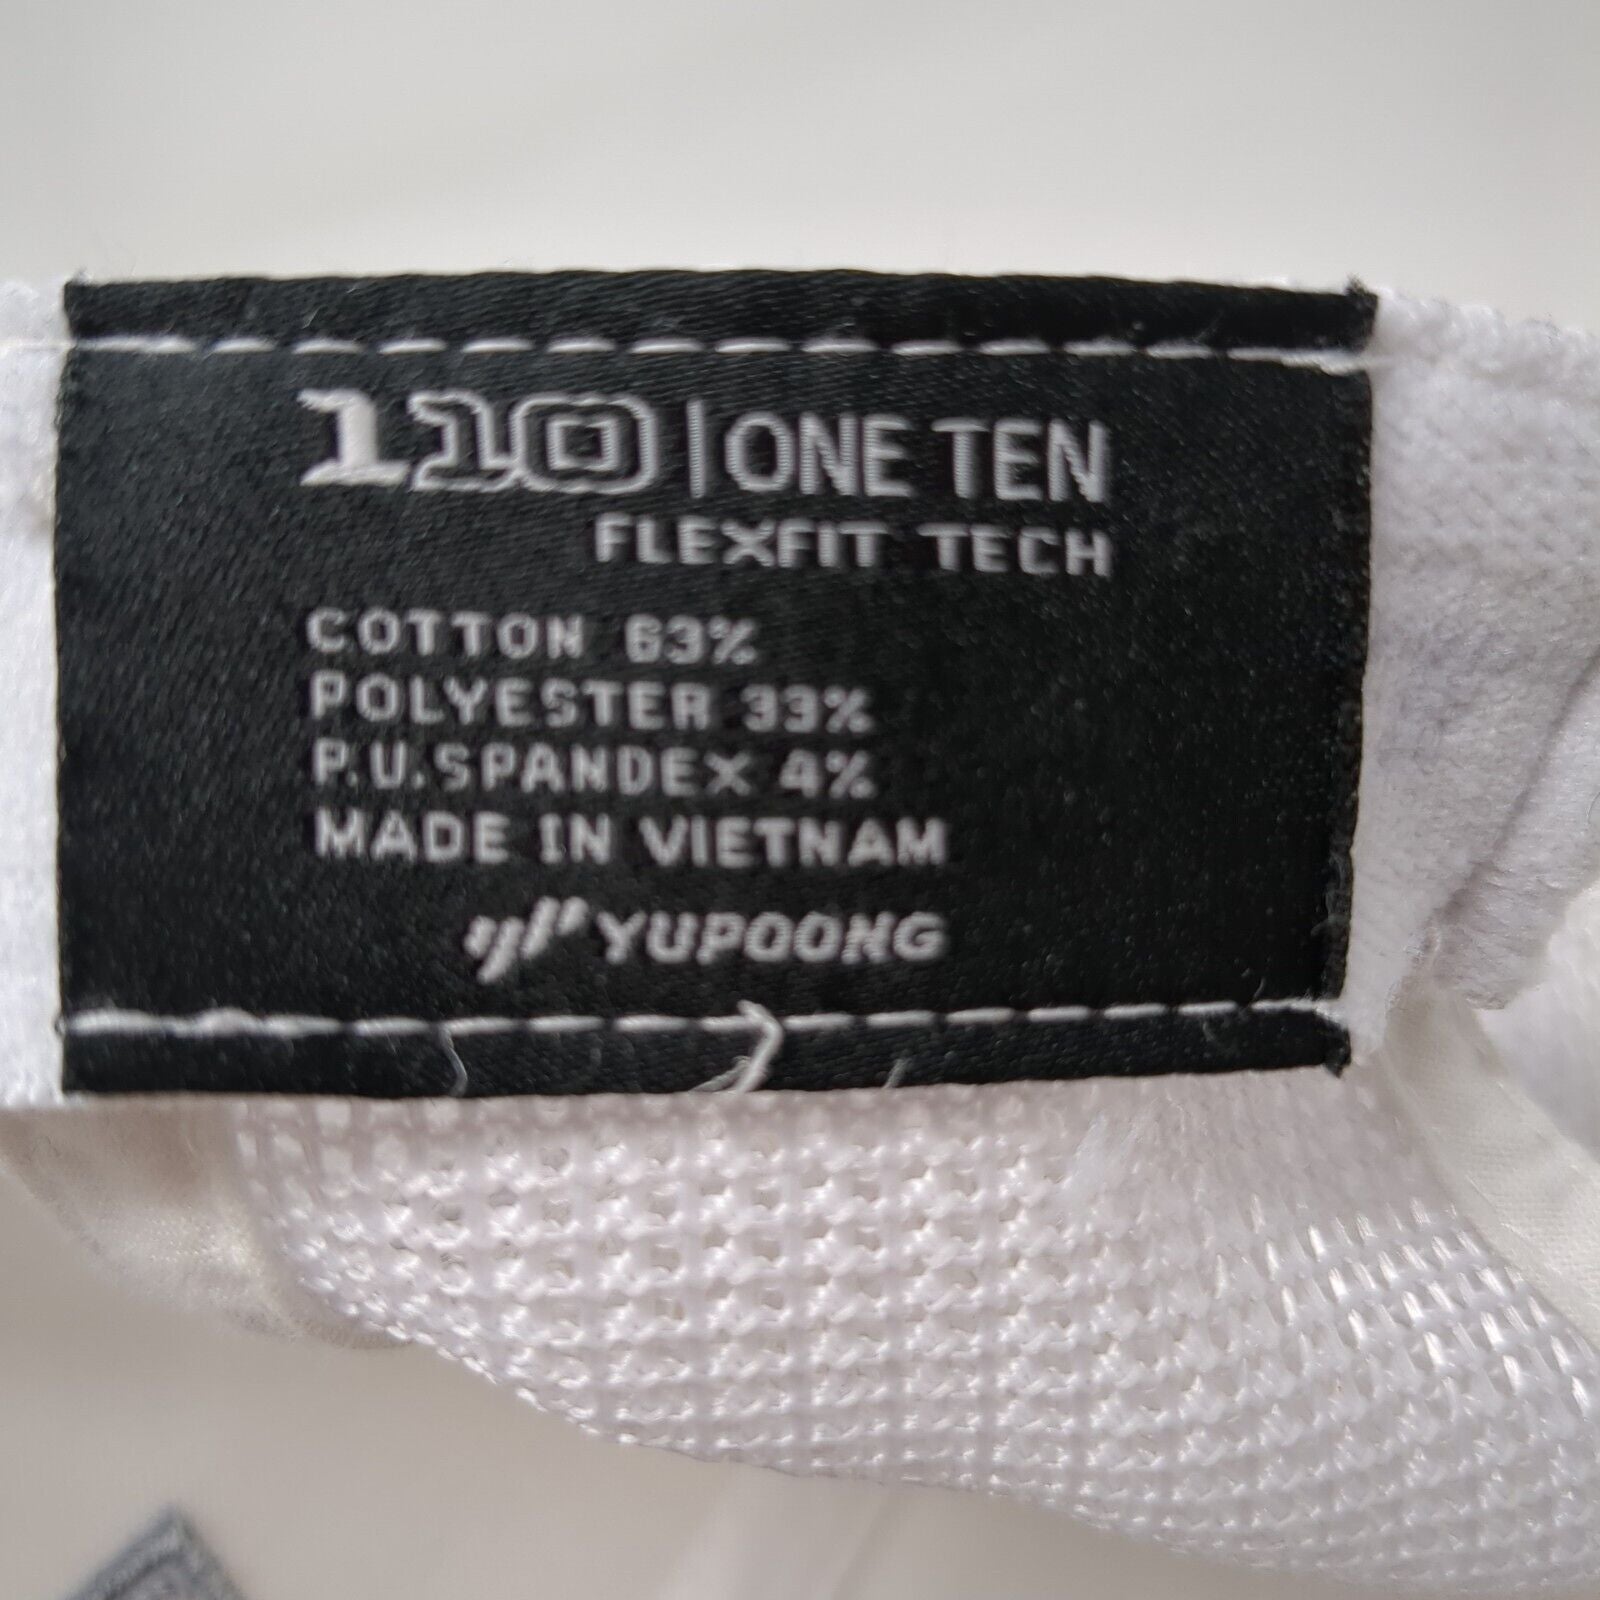 110 | ONE TEN
FLEXFIT TECH
COTTON 63%
POLYESTER 33%
P.U.SPANDEX 4%
MADE IN VIETNAM
YUPOONG